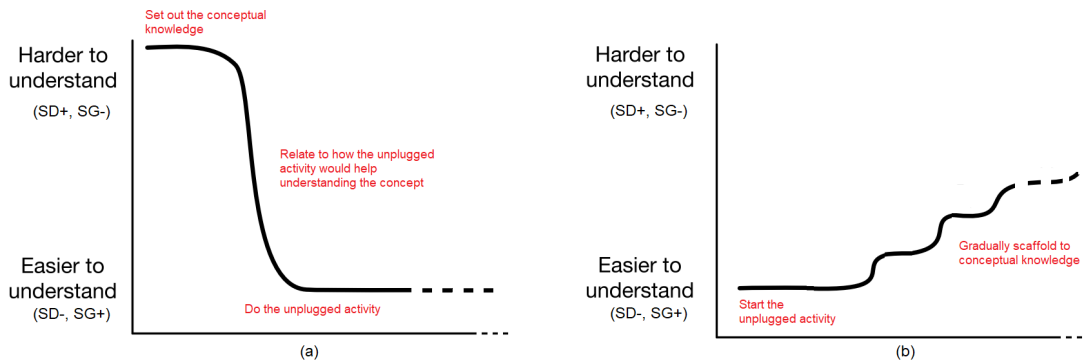 Set out the conceptual
knowledge
Harder to
understand
(SD+, SG-)
Relate to how the unplugged
activity would help
understanding the concept
Easier to
understand
(SD-, SG+)
Do the unplugged activity
(a)
Harder to
understand
(SD+, SG-)
Gradually scaffold to
conceptual knowledge
Easier to
understand
(SD-, SG+)
Start the
unplugged activity
(b)